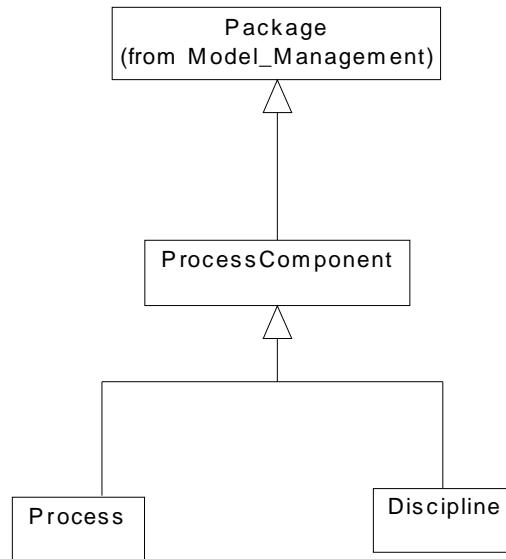 Package
(from Model_Management)
ProcessComponent
Process
Discipline